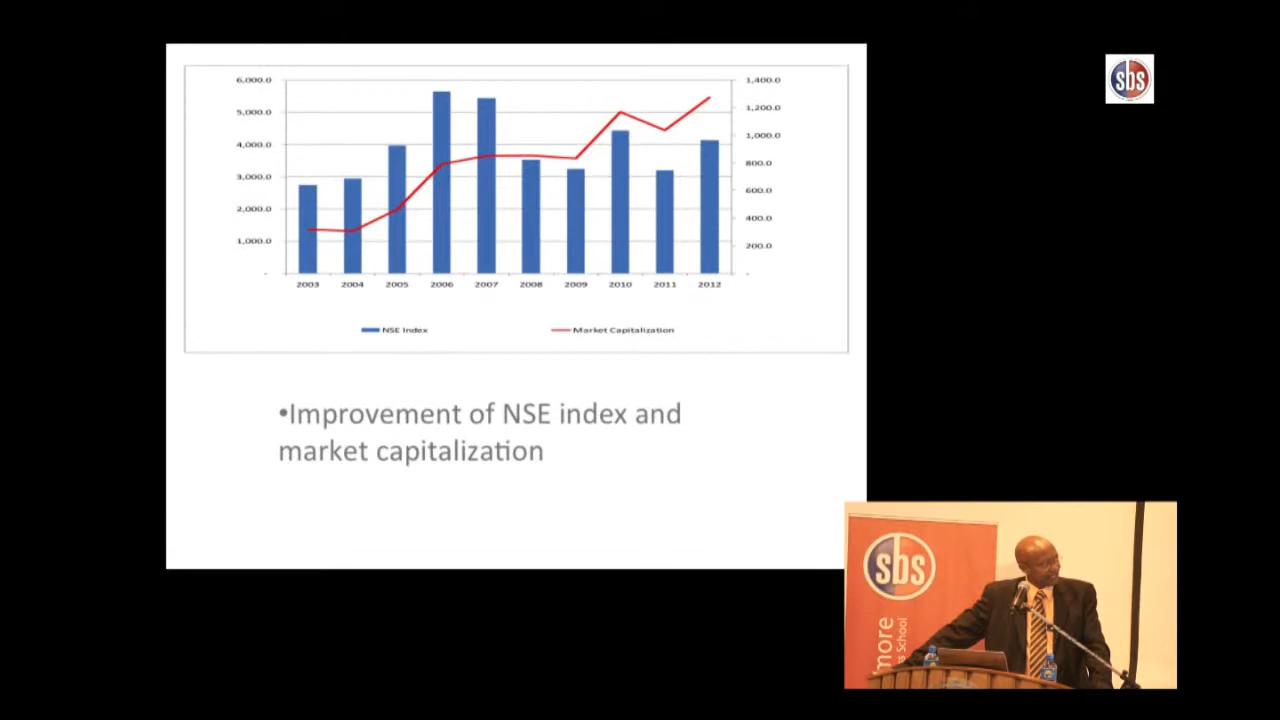 6,000.0
5,000.0
4,000.0
3,000.0
2,000.0
1,000.0
-
1,400.0
1,200.0
1,000.0
800.0
600.0
400.0
200.0
-
2003 2004 2005 2006 2007 2008 2009 2010 2011 2012
NSE Index Market Capitalization
•Improvement of NSE index and
market capitalization
sbs
sbs
more
ss School